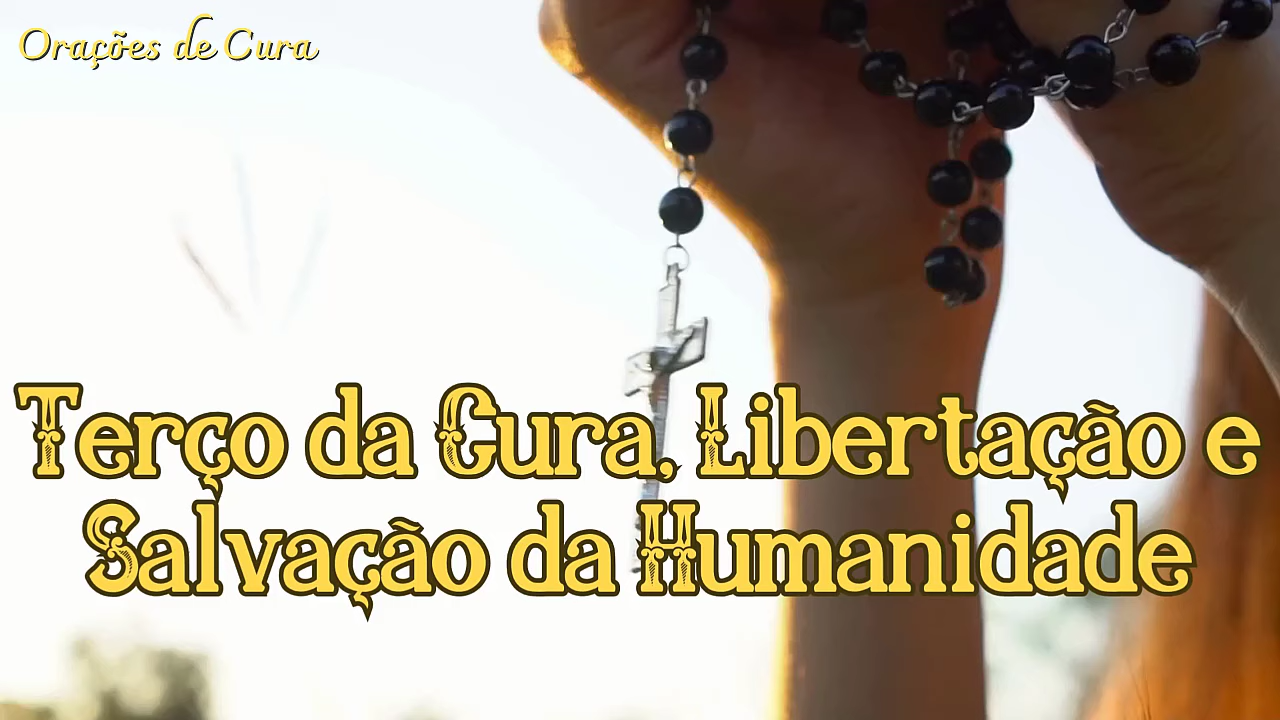 Orações de Cura
Terço da Cura, Libertação e
Salvação da Humanidade